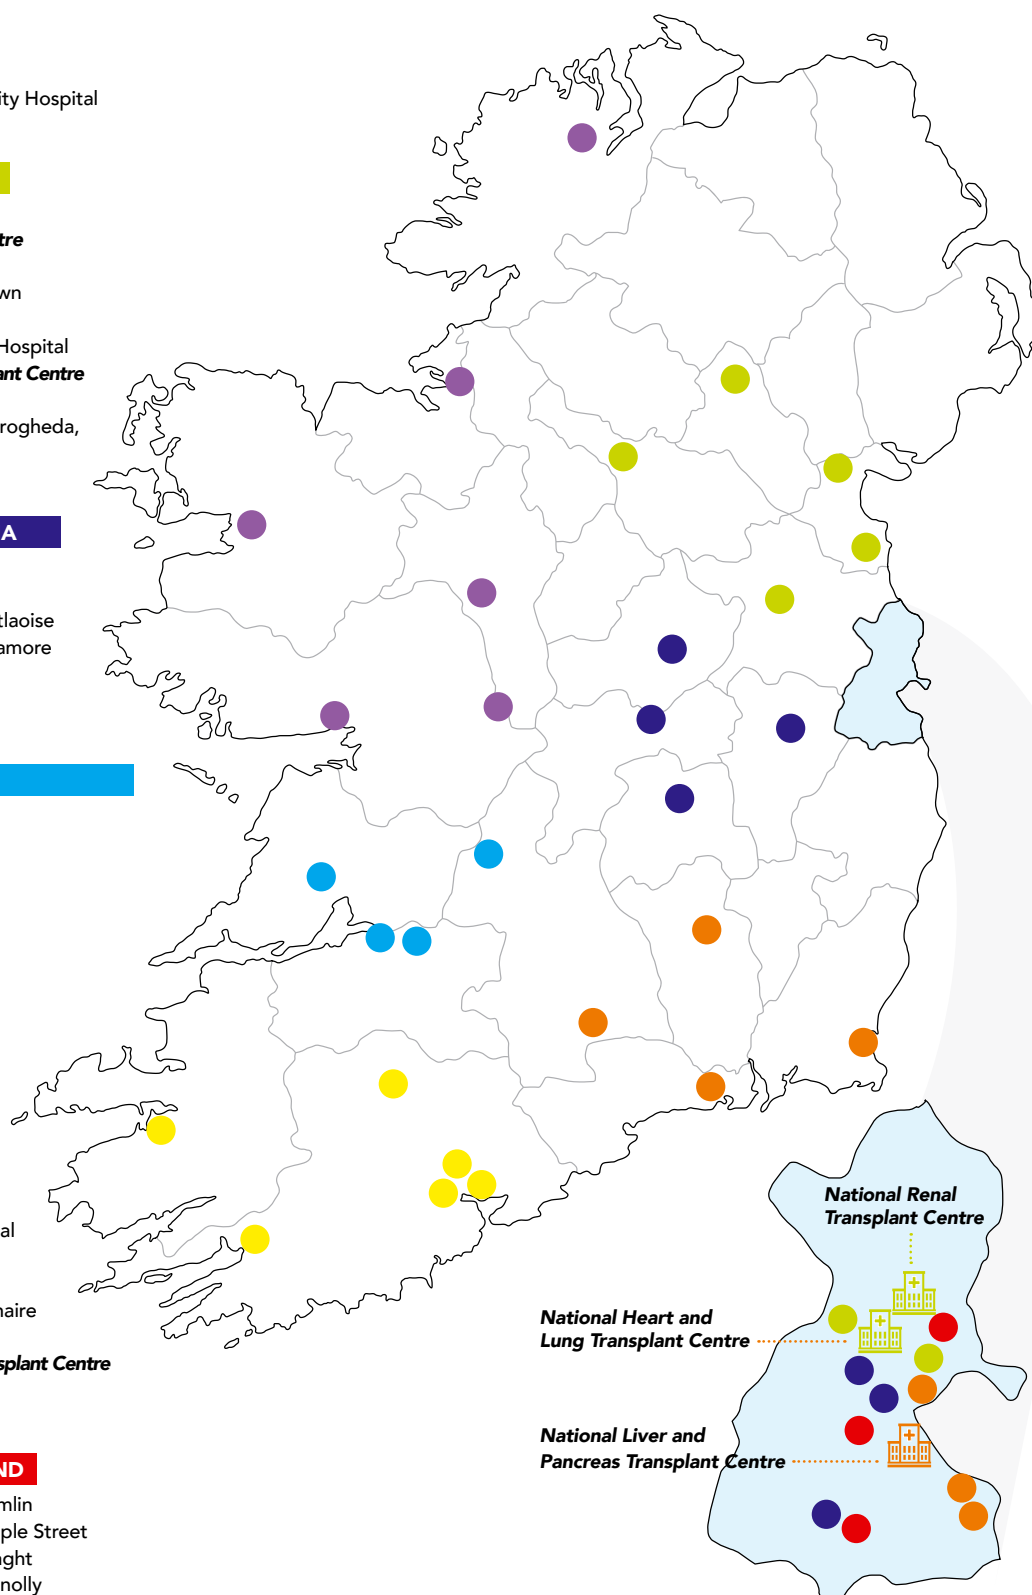 ity Hospital
tre
wn
Hospital
ant Centre
rogheda,
A
tlaoise
amore
al
naire
splant Centre
ND
mlin
ple Street
aght
nolly
National Renal
Transplant Centre
National Heart and
Lung Transplant Centre
National Liver and
Pancreas Transplant Centre